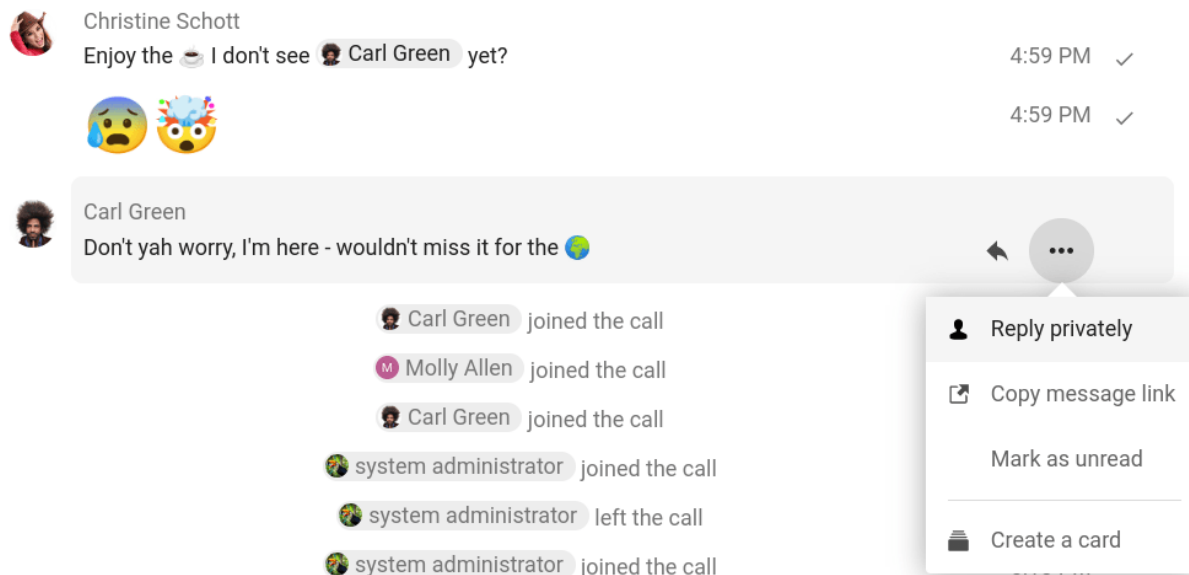 Christine Schott
Enjoy the ☕ I don't see Carl Green yet?
4:59 PM
4:59 PM
Carl Green
Don't yah worry, I'm here - wouldn't miss it for the 🌍
Carl Green joined the call
M Molly Allen joined the call
Carl Green joined the call
system administrator joined the call
system administrator left the call
system administrator joined the call
Reply privately
Copy message link
Mark as unread
Create a card